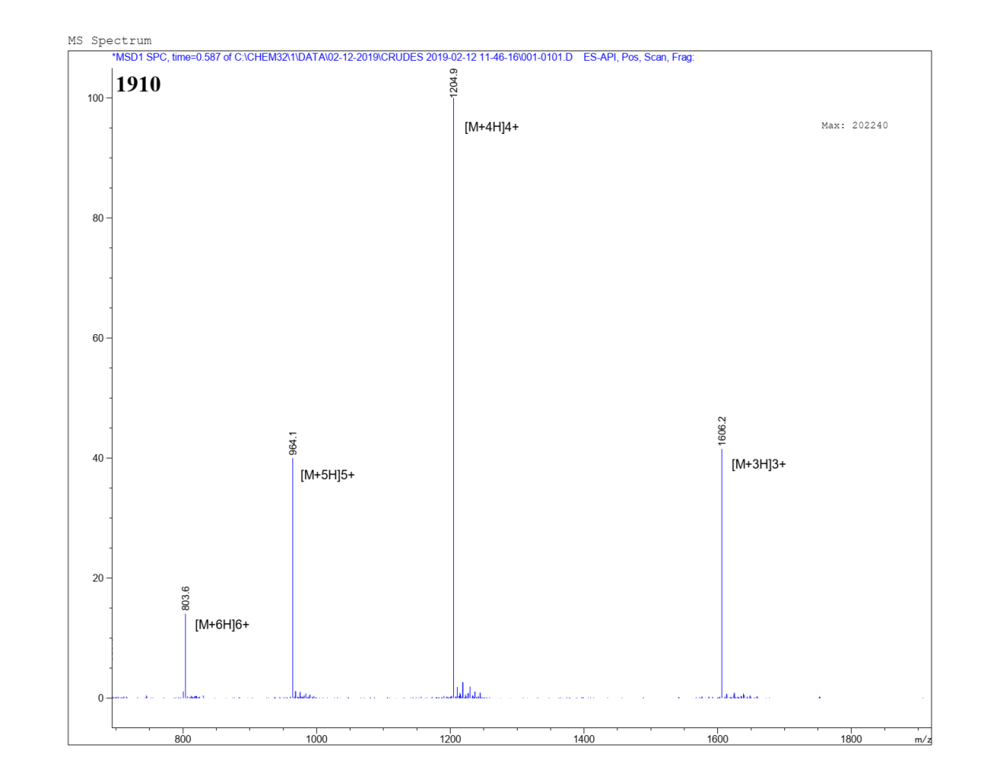 MS Spectrum
*MSD1 SPC, time=0.587 of C:\CHEM32\1\DATA\02-12-2019\CRUDES 2019-02-12 11-46-16\001-0101.D    ES-API, Pos, Scan, Frag:
1910
1204.9
100
[M+4H]4+
Max: 202240
80
60
1606.2
964.1
40
[M+3H]3+
[M+5H]5+
803.6
20
[M+6H]6+
0
800 1000 1200 1400 1600 1800 m/z